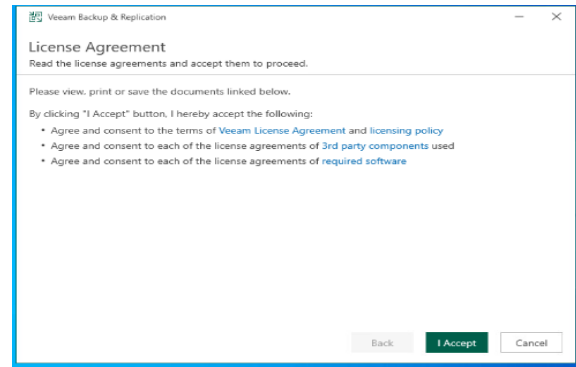 Veeam Backup & Replication
License Agreement
Read the license agreements and accept them to proceed.
Please view, print or save the documents linked below.
By clicking "I Accept" button, I hereby accept the following:
• Agree and consent to the terms of Veeam License Agreement and licensing policy
• Agree and consent to each of the license agreements of 3rd party components used
• Agree and consent to each of the license agreements of required software
Back I Accept Cancel